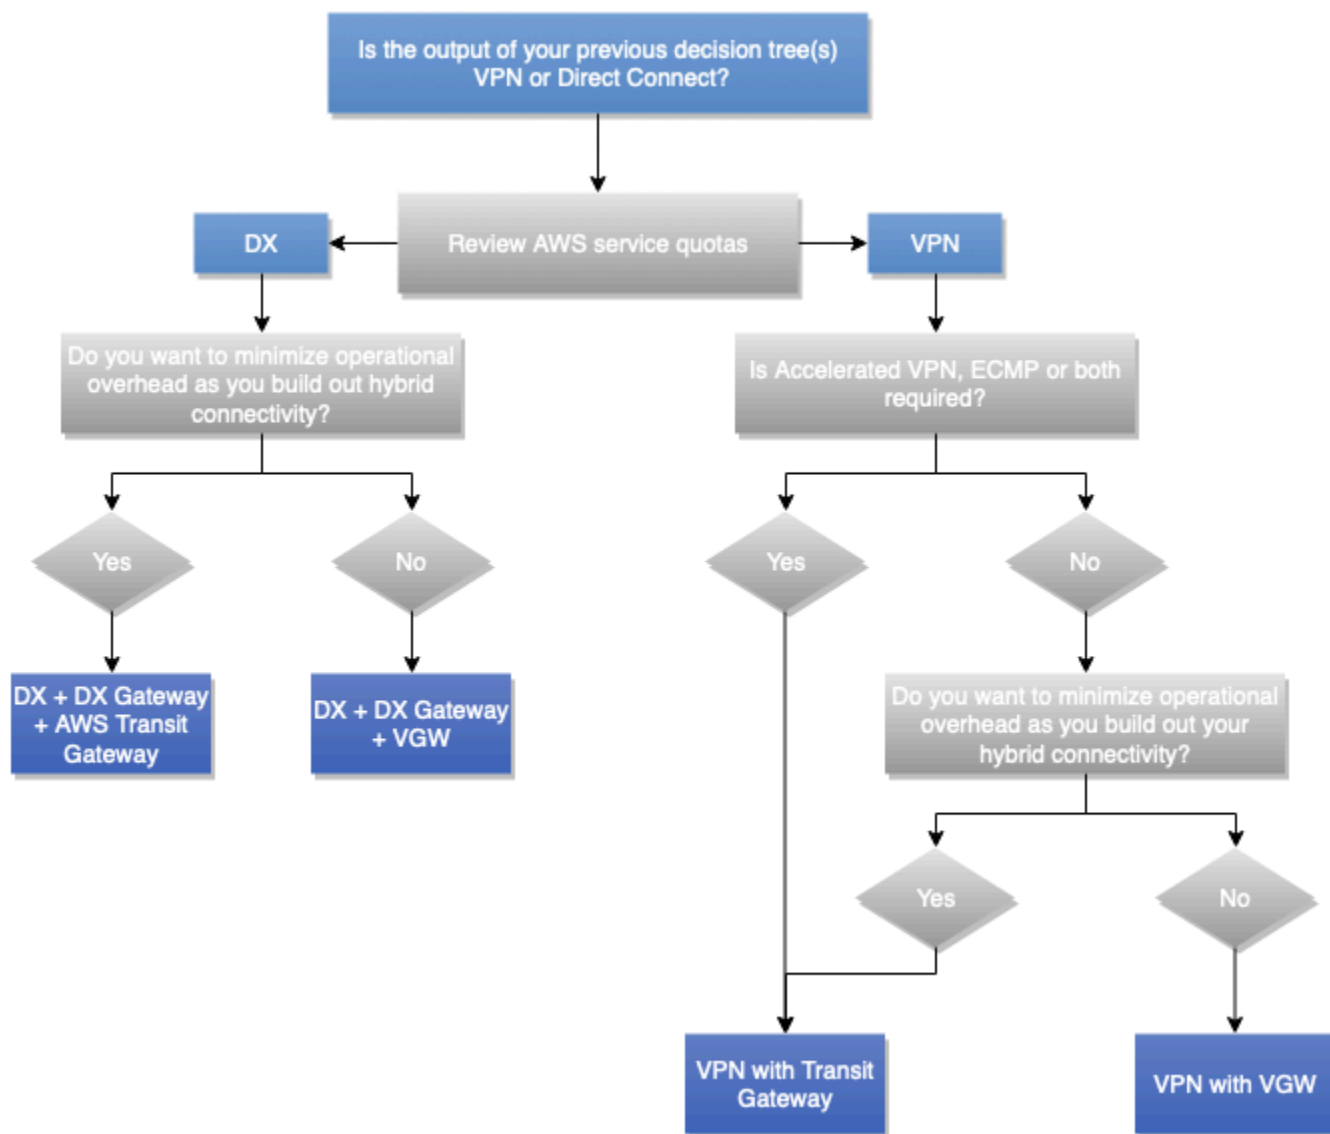 Is the output of your previous decision tree(s)
VPN or Direct Connect?
DX
Review AWS service quotas
VPN
Do you want to minimize operational
overhead as you build out hybrid
connectivity?
Is Accelerated VPN, ECMP or both
required?
Yes
No
Yes
No
DX + DX Gateway
+ AWS Transit
Gateway
DX + DX Gateway
+ VGW
Do you want to minimize operational
overhead as you build out your
hybrid connectivity?
Yes
No
VPN with Transit
Gateway
VPN with VGW